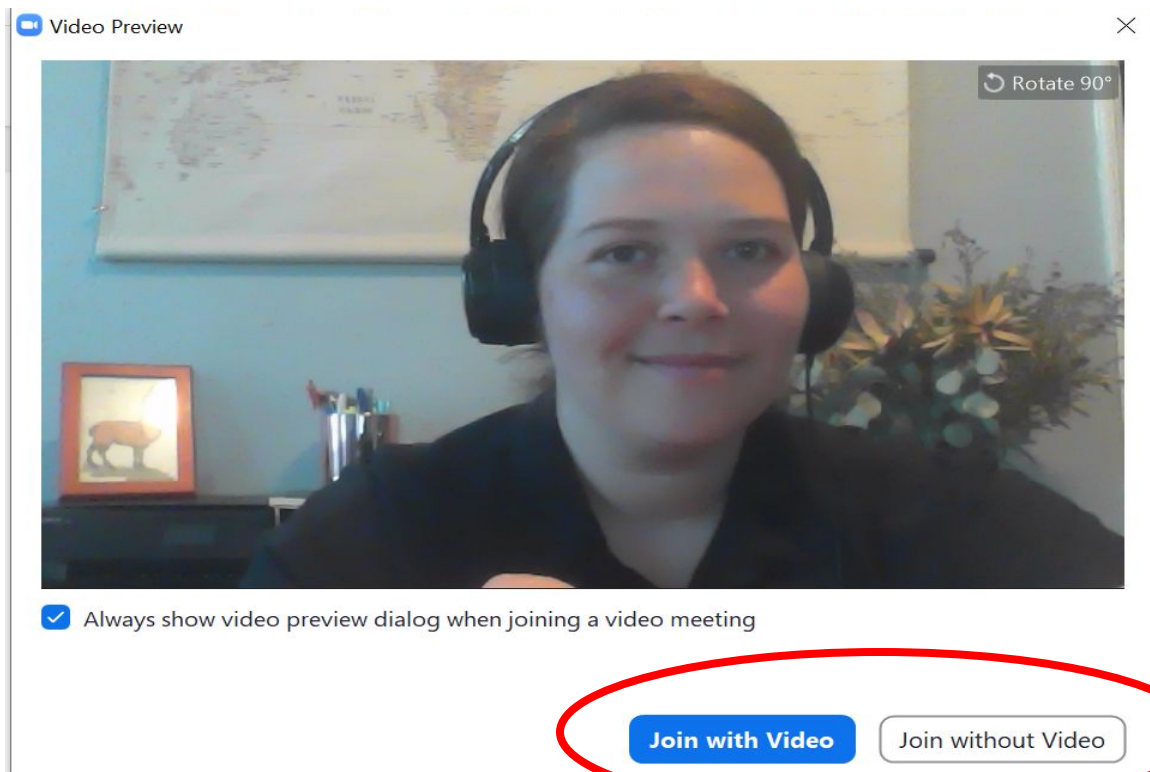 Video Preview
Rotate 90°
Always show video preview dialog when joining a video meeting
Join with Video
Join without Video